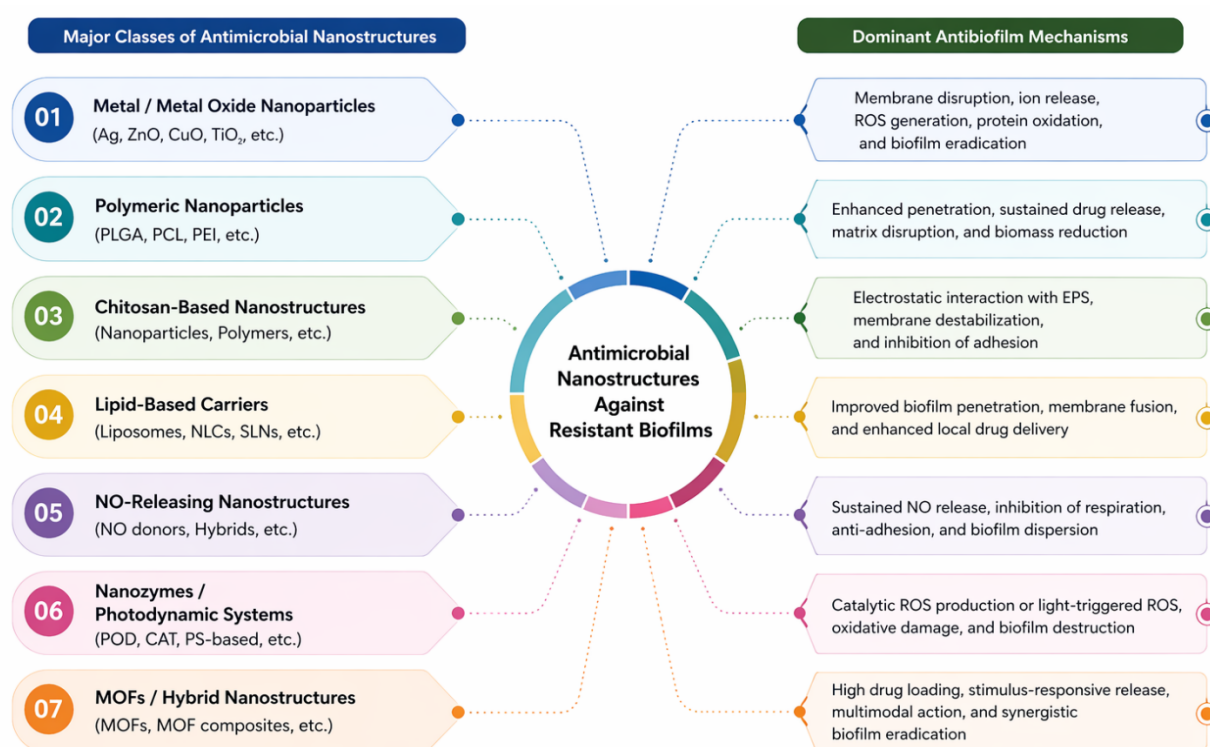 Major Classes of Antimicrobial Nanostructures
Dominant Antibiofilm Mechanisms
01
Metal / Metal Oxide Nanoparticles
(Ag, ZnO, CuO, TiO₂, etc.)
Membrane disruption, ion release,
ROS generation, protein oxidation,
and biofilm eradication
02
Polymeric Nanoparticles
(PLGA, PCL, PEI, etc.)
Enhanced penetration, sustained drug release,
matrix disruption, and biomass reduction
03
Chitosan-Based Nanostructures
(Nanoparticles, Polymers, etc.)
Electrostatic interaction with EPS,
membrane destabilization,
and inhibition of adhesion
Antimicrobial
Nanostructures
Against
Resistant Biofilms
04
Lipid-Based Carriers
(Liposomes, NLCs, SLNs, etc.)
Improved biofilm penetration, membrane fusion,
and enhanced local drug delivery
05
NO-Releasing Nanostructures
(NO donors, Hybrids, etc.)
Sustained NO release, inhibition of respiration,
anti-adhesion, and biofilm dispersion
06
Nanozymes /
Photodynamic Systems
(POD, CAT, PS-based, etc.)
Catalytic ROS production or light-triggered ROS,
oxidative damage, and biofilm destruction
07
MOFs / Hybrid Nanostructures
(MOFs, MOF composites, etc.)
High drug loading, stimulus-responsive release,
multimodal action, and synergistic
biofilm eradication